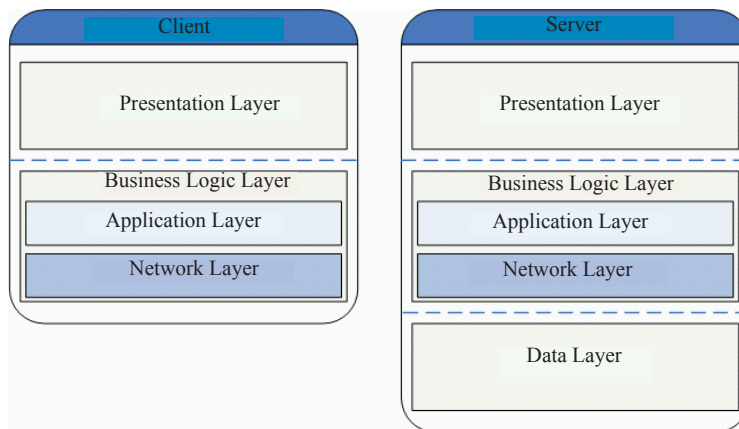 Client
Presentation Layer
Business Logic Layer
Application Layer
Network Layer
Server
Presentation Layer
Business Logic Layer
Application Layer
Network Layer
Data Layer